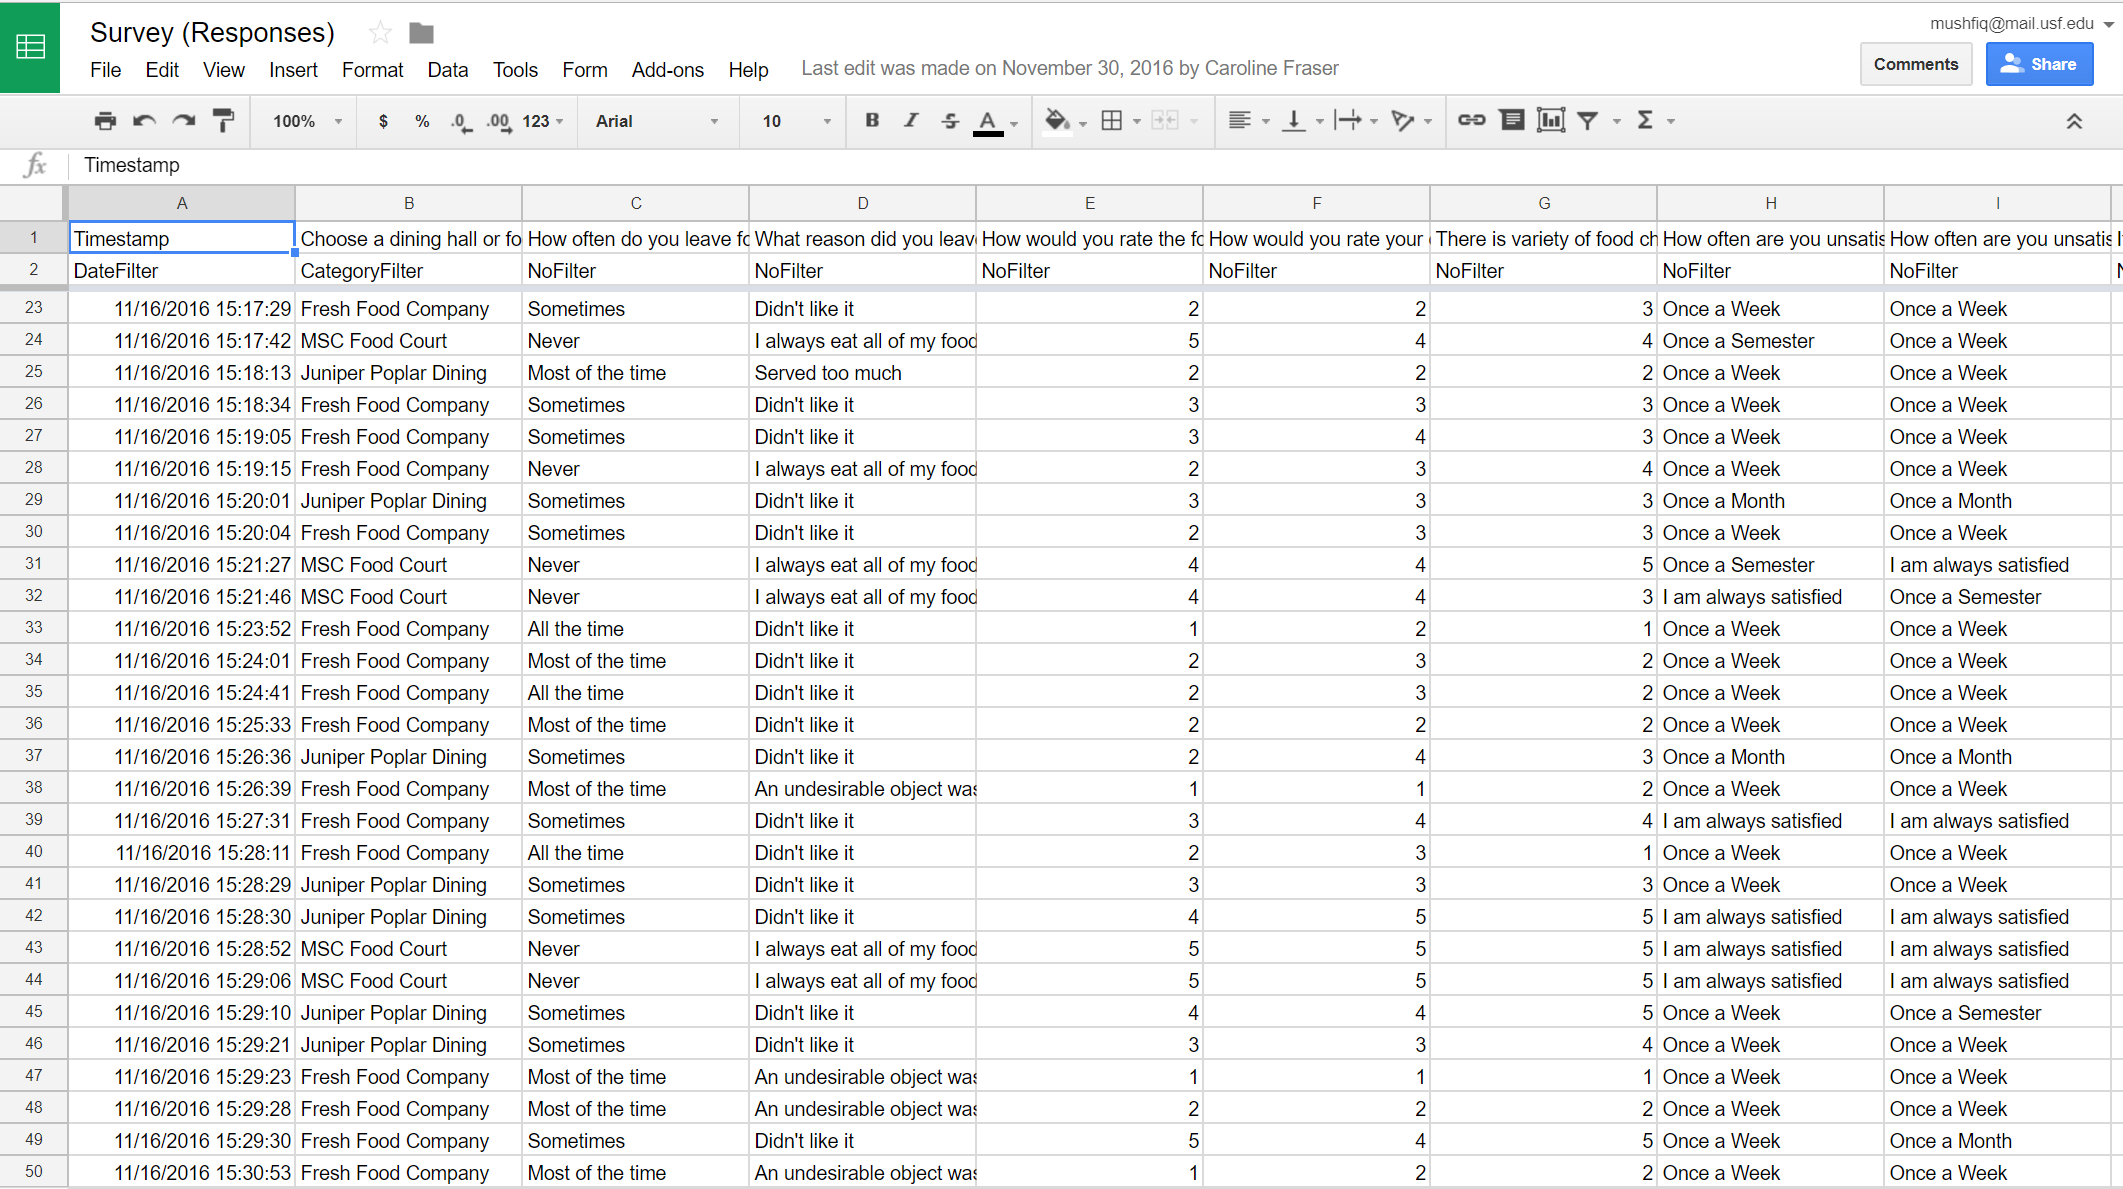 Survey (Responses)
mushfiq@mail.usf.edu
File Edit View Insert Format Data Tools Form Add-ons Help Last edit was made on November 30, 2016 by Caroline Fraser
Comments Share
100% $ % .0 .00 123 Arial 10 B I S A Σ
fx Timestamp
A B C D E F G H I
1 Timestamp Choose a dining hall or fo How often do you leave fo What reason did you leav How would you rate the fo How would you rate your There is variety of food ch How often are you unsatis How often are you unsatis
2 DateFilter CategoryFilter NoFilter NoFilter NoFilter NoFilter NoFilter NoFilter NoFilter N
23 11/16/2016 15:17:29 Fresh Food Company Sometimes Didn't like it 2 2 3 Once a Week Once a Week
24 11/16/2016 15:17:42 MSC Food Court Never I always eat all of my food 5 4 4 Once a Semester Once a Week
25 11/16/2016 15:18:13 Juniper Poplar Dining Most of the time Served too much 2 2 2 Once a Week Once a Week
26 11/16/2016 15:18:34 Fresh Food Company Sometimes Didn't like it 3 3 3 Once a Week Once a Week
27 11/16/2016 15:19:05 Fresh Food Company Sometimes Didn't like it 3 4 3 Once a Week Once a Week
28 11/16/2016 15:19:15 Fresh Food Company Never I always eat all of my food 2 3 4 Once a Week Once a Week
29 11/16/2016 15:20:01 Juniper Poplar Dining Sometimes Didn't like it 3 3 3 Once a Month Once a Month
30 11/16/2016 15:20:04 Fresh Food Company Sometimes Didn't like it 2 3 3 Once a Week Once a Week
31 11/16/2016 15:21:27 MSC Food Court Never I always eat all of my food 4 4 5 Once a Semester I am always satisfied
32 11/16/2016 15:21:46 MSC Food Court Never I always eat all of my food 4 4 3 I am always satisfied Once a Semester
33 11/16/2016 15:23:52 Fresh Food Company All the time Didn't like it 1 2 1 Once a Week Once a Week
34 11/16/2016 15:24:01 Fresh Food Company Most of the time Didn't like it 2 3 2 Once a Week Once a Week
35 11/16/2016 15:24:41 Fresh Food Company All the time Didn't like it 2 3 2 Once a Week Once a Week
36 11/16/2016 15:25:33 Fresh Food Company Most of the time Didn't like it 2 2 2 Once a Week Once a Week
37 11/16/2016 15:26:36 Juniper Poplar Dining Sometimes Didn't like it 2 4 3 Once a Month Once a Month
38 11/16/2016 15:26:39 Fresh Food Company Most of the time An undesirable object was 1 1 2 Once a Week Once a Week
39 11/16/2016 15:27:31 Fresh Food Company Sometimes Didn't like it 3 4 4 I am always satisfied I am always satisfied
40 11/16/2016 15:28:11 Fresh Food Company All the time Didn't like it 2 3 1 Once a Week Once a Week
41 11/16/2016 15:28:29 Juniper Poplar Dining Sometimes Didn't like it 3 3 3 Once a Week Once a Week
42 11/16/2016 15:28:30 Juniper Poplar Dining Sometimes Didn't like it 4 5 5 I am always satisfied I am always satisfied
43 11/16/2016 15:28:52 MSC Food Court Never I always eat all of my food 5 5 5 I am always satisfied I am always satisfied
44 11/16/2016 15:29:06 MSC Food Court Never I always eat all of my food 5 5 5 I am always satisfied I am always satisfied
45 11/16/2016 15:29:10 Juniper Poplar Dining Sometimes Didn't like it 4 4 5 Once a Week Once a Semester
46 11/16/2016 15:29:21 Juniper Poplar Dining Sometimes Didn't like it 3 3 4 Once a Week Once a Week
47 11/16/2016 15:29:23 Fresh Food Company Most of the time An undesirable object was 1 1 1 Once a Week Once a Week
48 11/16/2016 15:29:28 Fresh Food Company Most of the time An undesirable object was 2 2 2 Once a Week Once a Week
49 11/16/2016 15:29:30 Fresh Food Company Sometimes Didn't like it 5 4 5 Once a Week Once a Month
50 11/16/2016 15:30:53 Fresh Food Company Most of the time An undesirable object was 1 2 2 Once a Week Once a Week